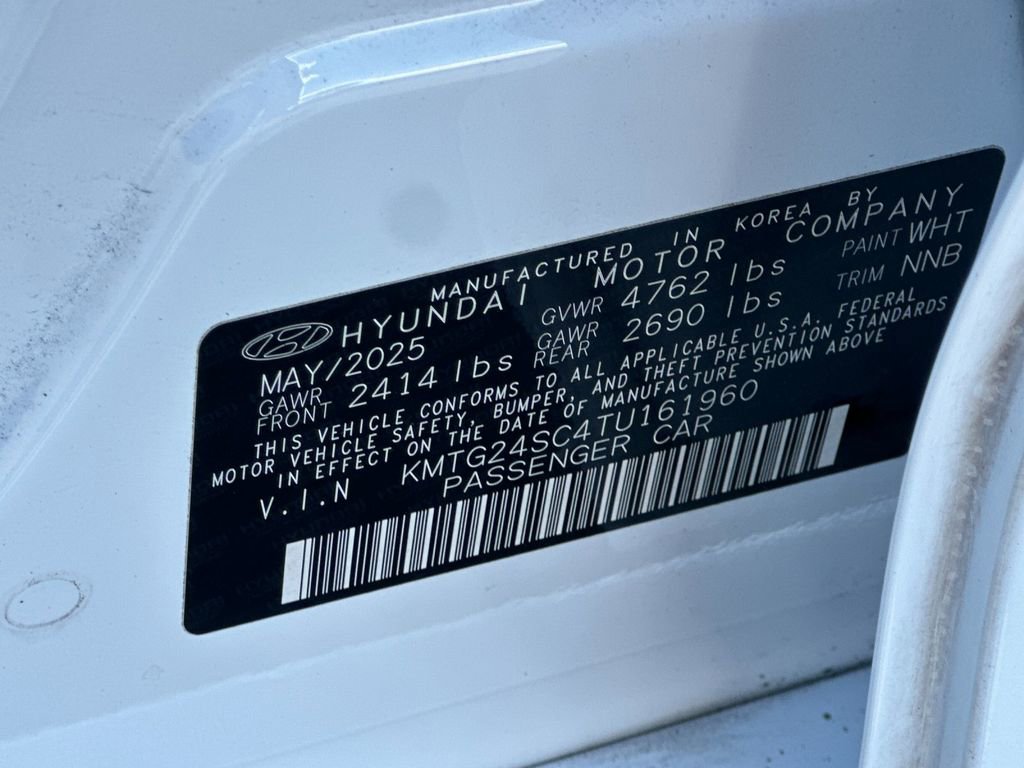 MANUFACTURED IN KOREA BY
HYUNDAI MOTOR COMPANY
MAY/2025 GVWR 4762 lbs PAINT WHT
GAWR FRONT 2414 lbs GAWR REAR 2690 lbs TRIM NNB
THIS VEHICLE CONFORMS TO ALL APPLICABLE U.S.A. FEDERAL
MOTOR VEHICLE SAFETY, BUMPER, AND THEFT PREVENTION STANDARDS
IN EFFECT ON THE DATE OF MANUFACTURE SHOWN ABOVE
V.I.N KMTG24SC4TU161960
PASSENGER CAR